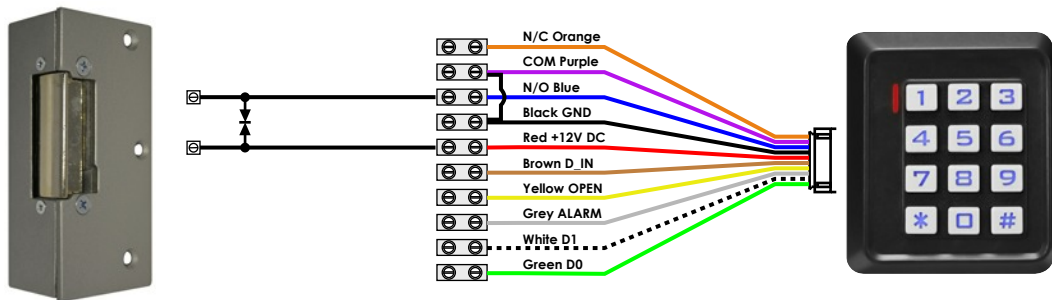 N/C Orange
COM Purple
N/O Blue
Black GND
Red +12V DC
Brown D_IN
Yellow OPEN
Grey ALARM
White D1
Green D0
1 2 3
4 5 6
7 8 9
* 0 #